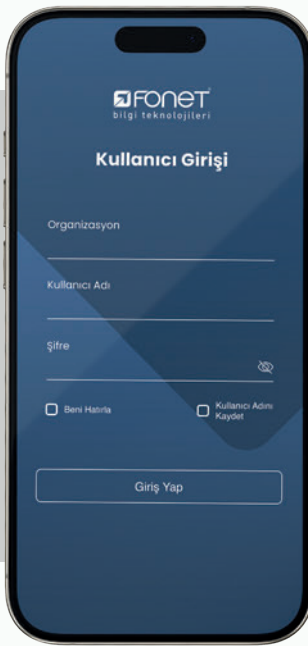 FONET
bilgi teknolojileri
Kullanıcı Girişi
Organizasyon
Kullanıcı Adı
Şifre
Beni Hatırla
Kullanıcı Adını
Kaydet
Giriş Yap